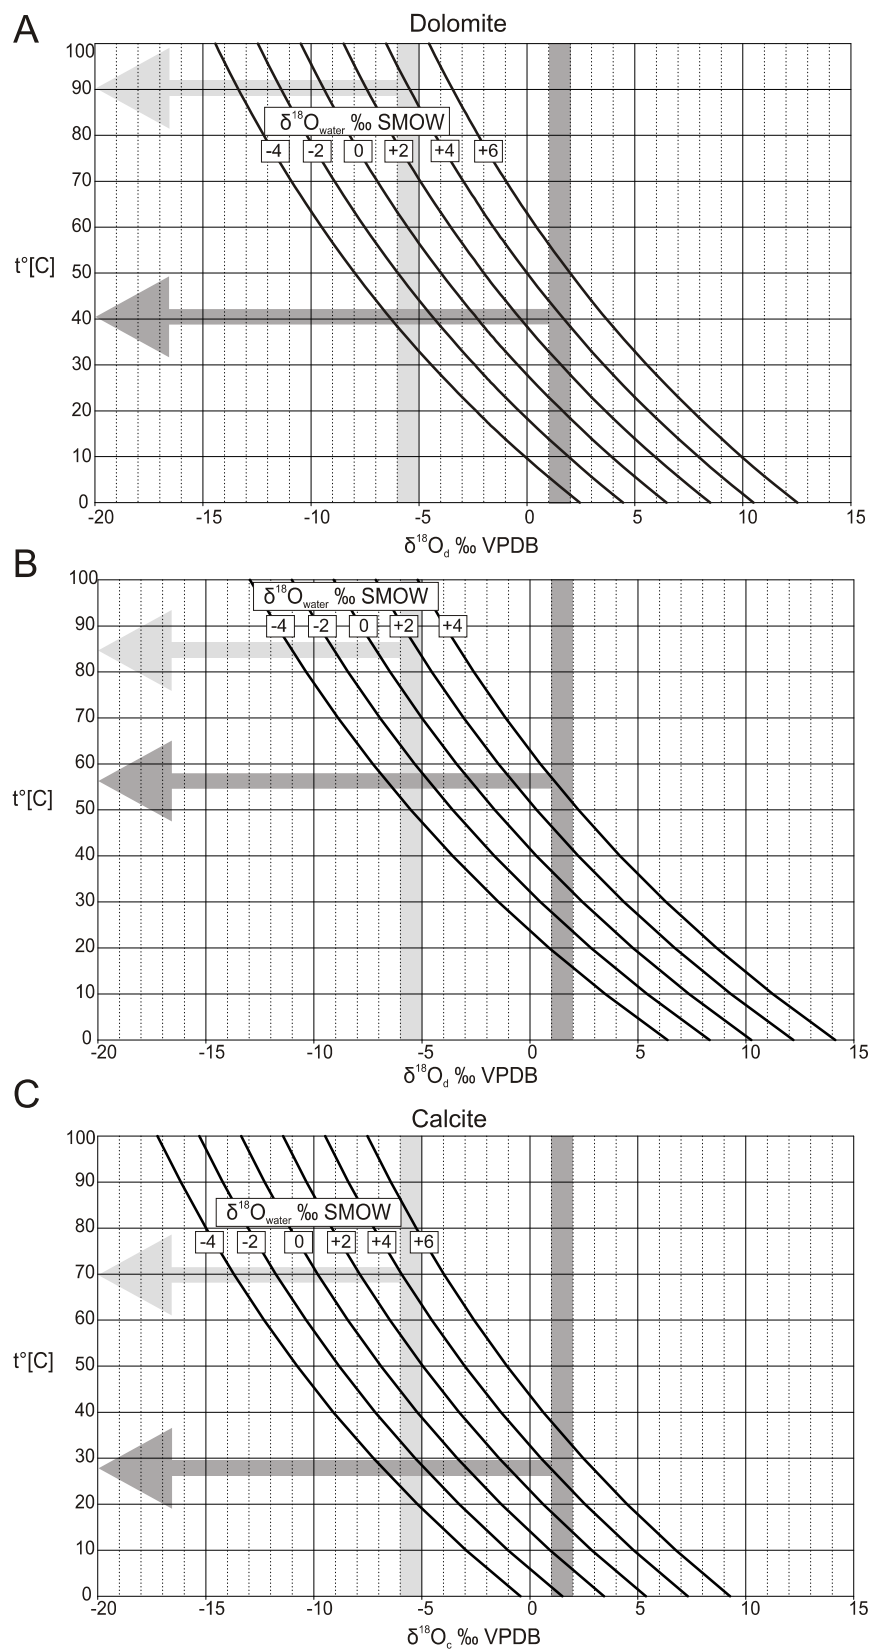 A
Dolomite
100
90
δ18Owater ‰ SMOW
80
-4 -2 0 +2 +4 +6
70
60
t°[C]
50
40
30
20
10
0
-20 -15 -10 -5 0 5 10 15
δ18Od ‰ VPDB
B
100
δ18Owater ‰ SMOW
90
-4 -2 0 +2 +4
80
70
60
t°[C]
50
40
30
20
10
0
-20 -15 -10 -5 0 5 10 15
δ18Od ‰ VPDB
C
Calcite
100
90
δ18Owater ‰ SMOW
80
-4 -2 0 +2 +4 +6
70
60
t°[C]
50
40
30
20
10
0
-20 -15 -10 -5 0 5 10 15
δ18Oc ‰ VPDB